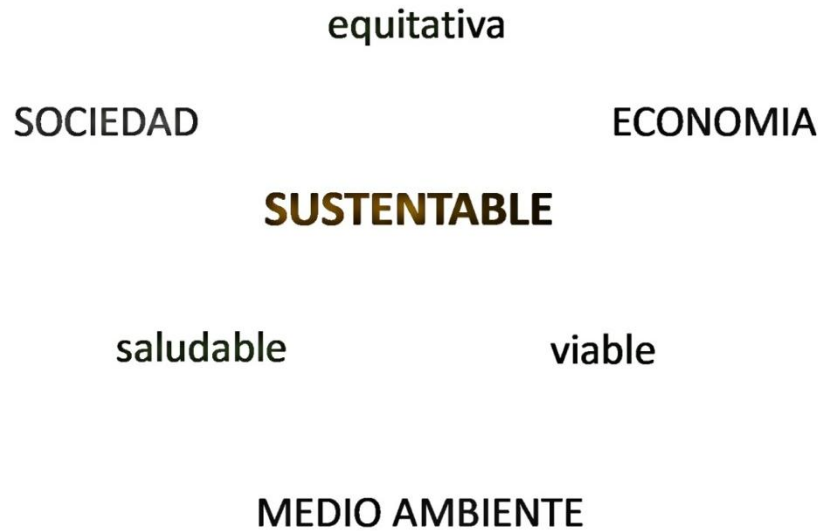 equitativa
SOCIEDAD
ECONOMIA
SUSTENTABLE
saludable
viable
MEDIO AMBIENTE